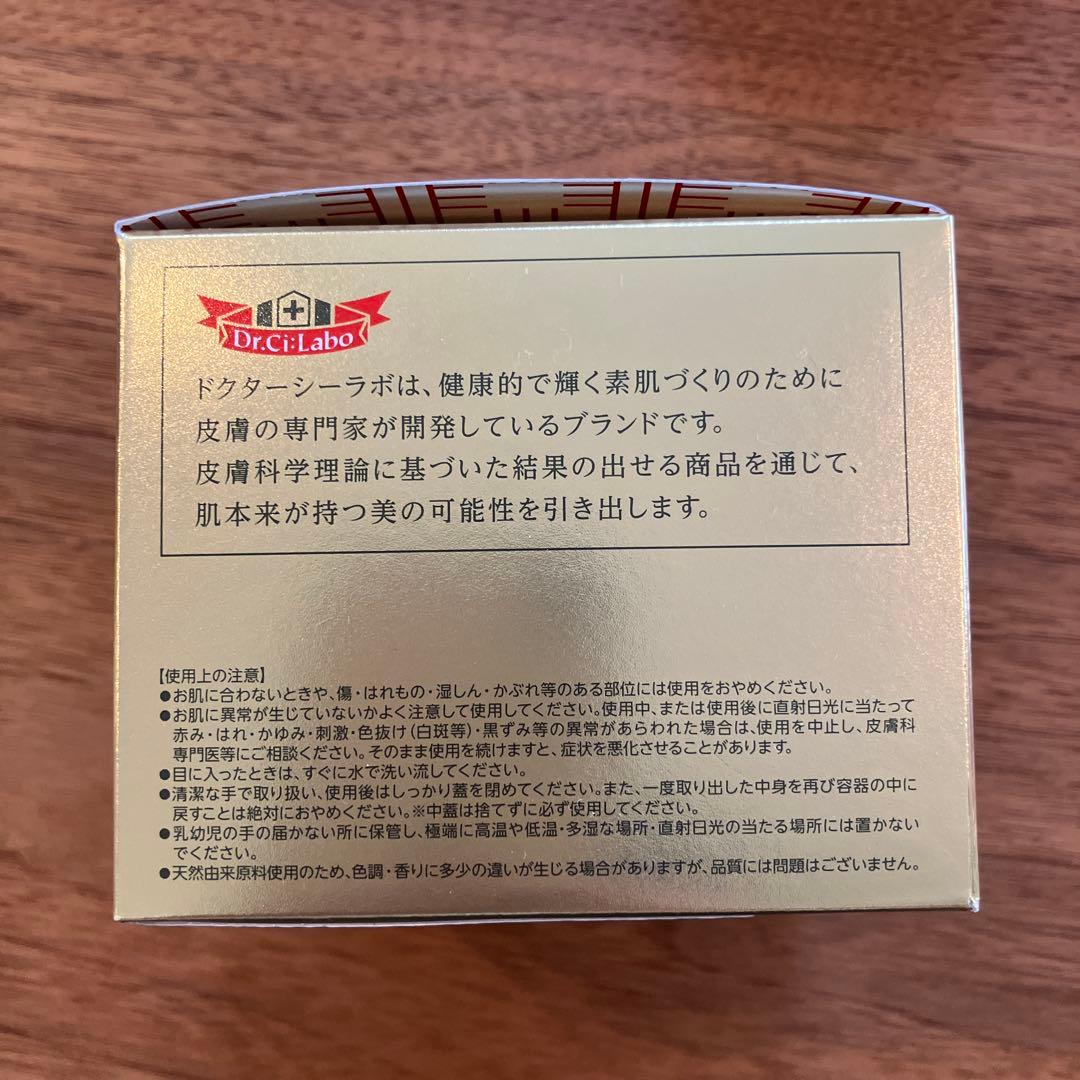 Dr.Ci:Labo
ドクターシーラボは、健康的で輝く素肌づくりのために
皮膚の専門家が開発しているブランドです。
皮膚科学理論に基づいた結果の出せる商品を通じて、
肌本来が持つ美の可能性を引き出します。
【使用上の注意】
●お肌に合わないときや、傷・はれもの・湿しん・かぶれ等のある部位には使用をおやめください。
●お肌に異常が生じていないかよく注意して使用してください。使用中、または使用後に直射日光に当たって
赤み・はれ・かゆみ・刺激・色抜け(白斑等)・黒ずみ等の異常があらわれた場合は、使用を中止し、皮膚科
専門医等にご相談ください。そのまま使用を続けますと、症状を悪化させることがあります。
●目に入ったときは、すぐに水で洗い流してください。
●清潔な手で取り扱い、使用後はしっかり蓋を閉めてください。また、一度取り出した中身を再び容器の中に
戻すことは絶対におやめください。※中蓋は捨てずに必ず使用してください。
●乳幼児の手の届かない所に保管し、極端に高温や低温・多湿な場所・直射日光の当たる場所には置かない
でください。
●天然由来原料使用のため、色調・香りに多少の違いが生じる場合がありますが、品質には問題はございません。